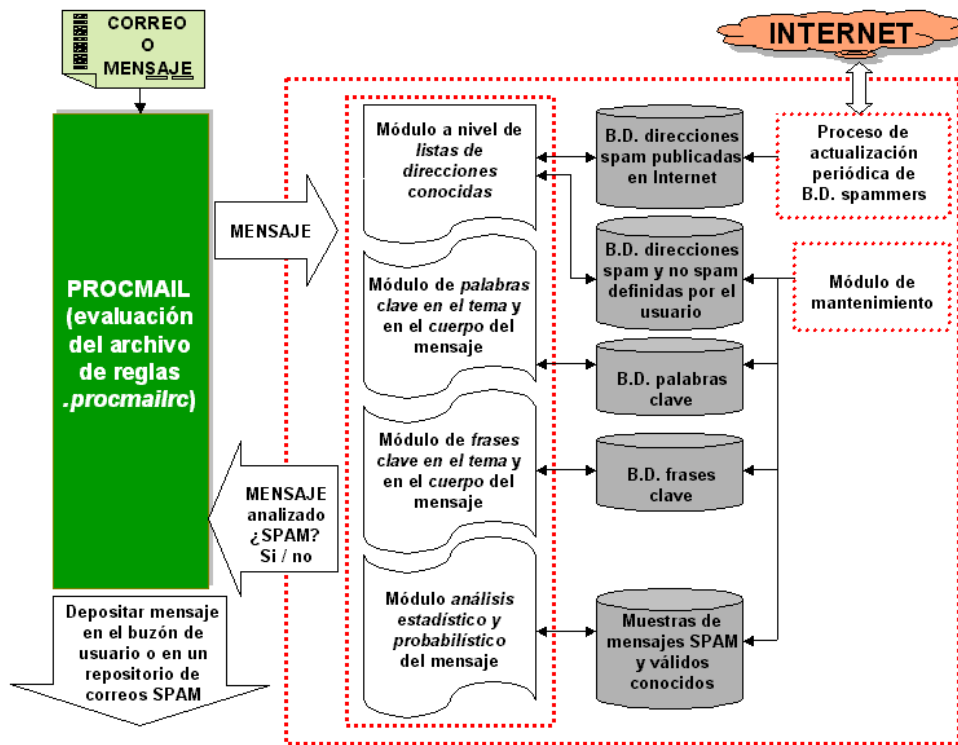 CORREO
O
MENSAJE
INTERNET
PROCMAIL
(evaluación
del archivo
de reglas
.procmailrc)
MENSAJE
MENSAJE
analizado
¿SPAM?
Si / no
Depositar mensaje
en el buzón de
usuario o en un
repositorio de
correos SPAM
Módulo a nivel de
listas de
direcciones
conocidas
Módulo de palabras
clave en el tema y
en el cuerpo del
mensaje
Módulo de frases
clave en el tema y
en el cuerpo del
mensaje
Módulo análisis
estadístico y
probabilístico
del mensaje
B.D. direcciones
spam publicadas
en Internet
B.D. direcciones
spam y no spam
definidas por el
usuario
B.D. palabras
clave
B.D. frases
clave
Muestras de
mensajes SPAM
y válidos
conocidos
Proceso de
actualización
periódica de
B.D. spammers
Módulo de
mantenimiento